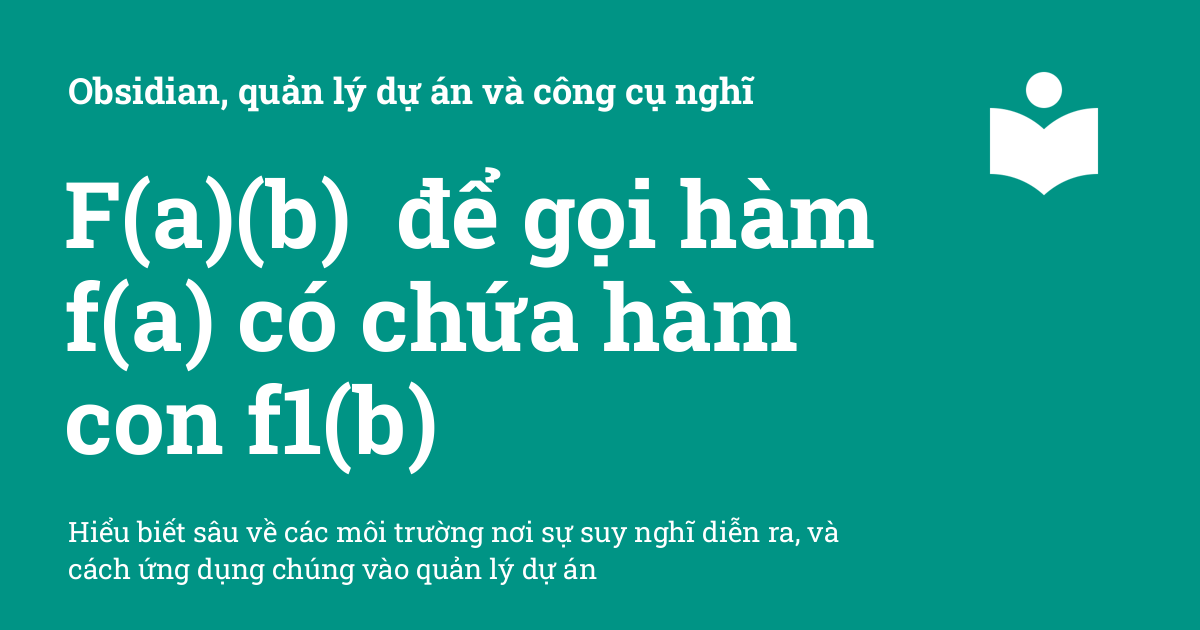 Obsidian, quản lý dự án và công cụ nghĩ
F(a)(b)  để gọi hàm
f(a) có chứa hàm
con f1(b)
Hiểu biết sâu về các môi trường nơi sự suy nghĩ diễn ra, và
cách ứng dụng chúng vào quản lý dự án